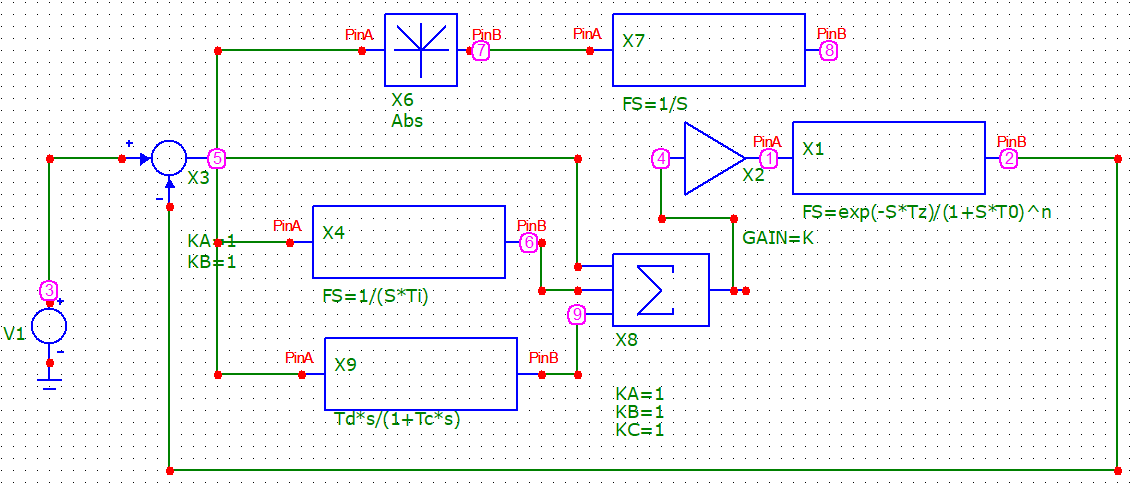 PinA
PinB
7
X6
Abs
PinA
X7
PinB
8
FS=1/S
+
-
X3
5
KA=1
KB=1
4
X2
GAIN=K
PinA
1
X1
PinB
2
FS=exp(-S*Tz)/(1+S*T0)^n
PinA
X4
PinB
6
FS=1/(S*Ti)
3
+
V1
-
9
X8
KA=1
KB=1
KC=1
PinA
X9
PinB
Td*s/(1+Tc*s)